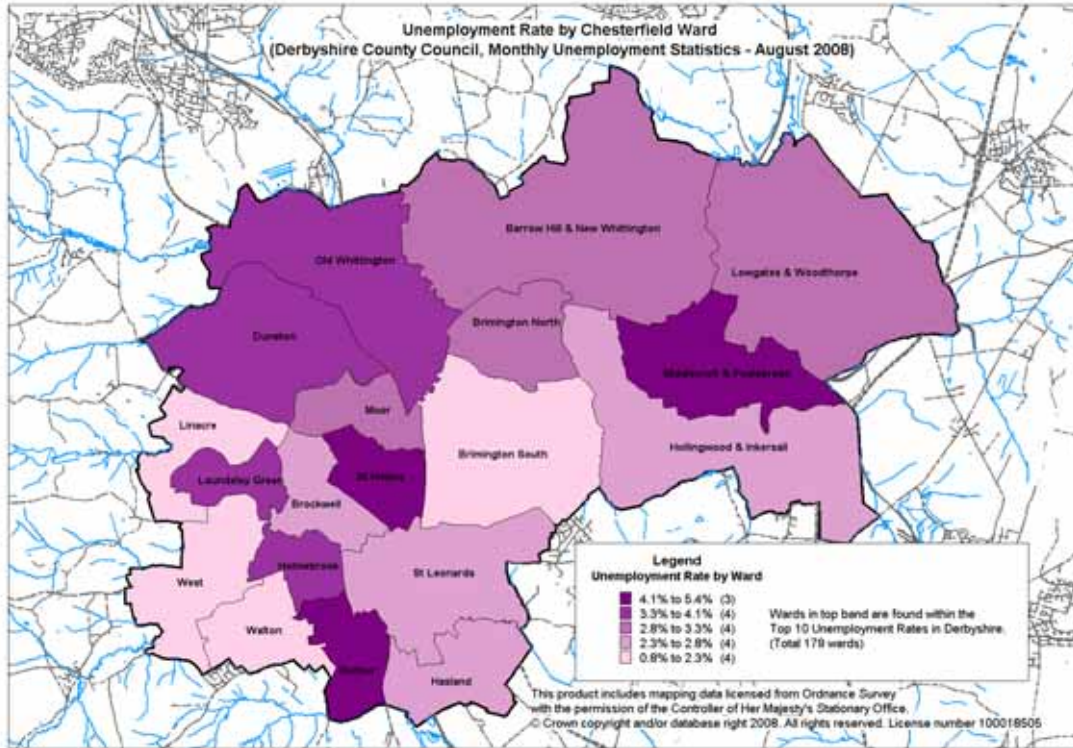 Unemployment Rate by Chesterfield Ward
(Derbyshire County Council, Monthly Unemployment Statistics - August 2008)
Barrow Hill & New Whittington
Old Whittington
Lowgates & Woodthorpe
Brimington North
Dunston
Moor
Linacre
Hollingwood & Inkersall
Brimington South
Loundsley Green
Brockwell
Holmebrook
St Leonards
West
Walton
Hasland
Legend
Unemployment Rate by Ward
4.1% to 5.4% (3)
3.3% to 4.1% (4)
2.8% to 3.3% (4)
2.3% to 2.8% (4)
0.8% to 2.3% (4)
Wards in top band are found within the
Top 10 Unemployment Rates in Derbyshire.
(Total 179 wards)
This product includes mapping data licensed from Ordnance Survey
with the permission of the Controller of Her Majesty's Stationary Office.
© Crown copyright and/or database right 2008. All rights reserved. License number 100018505